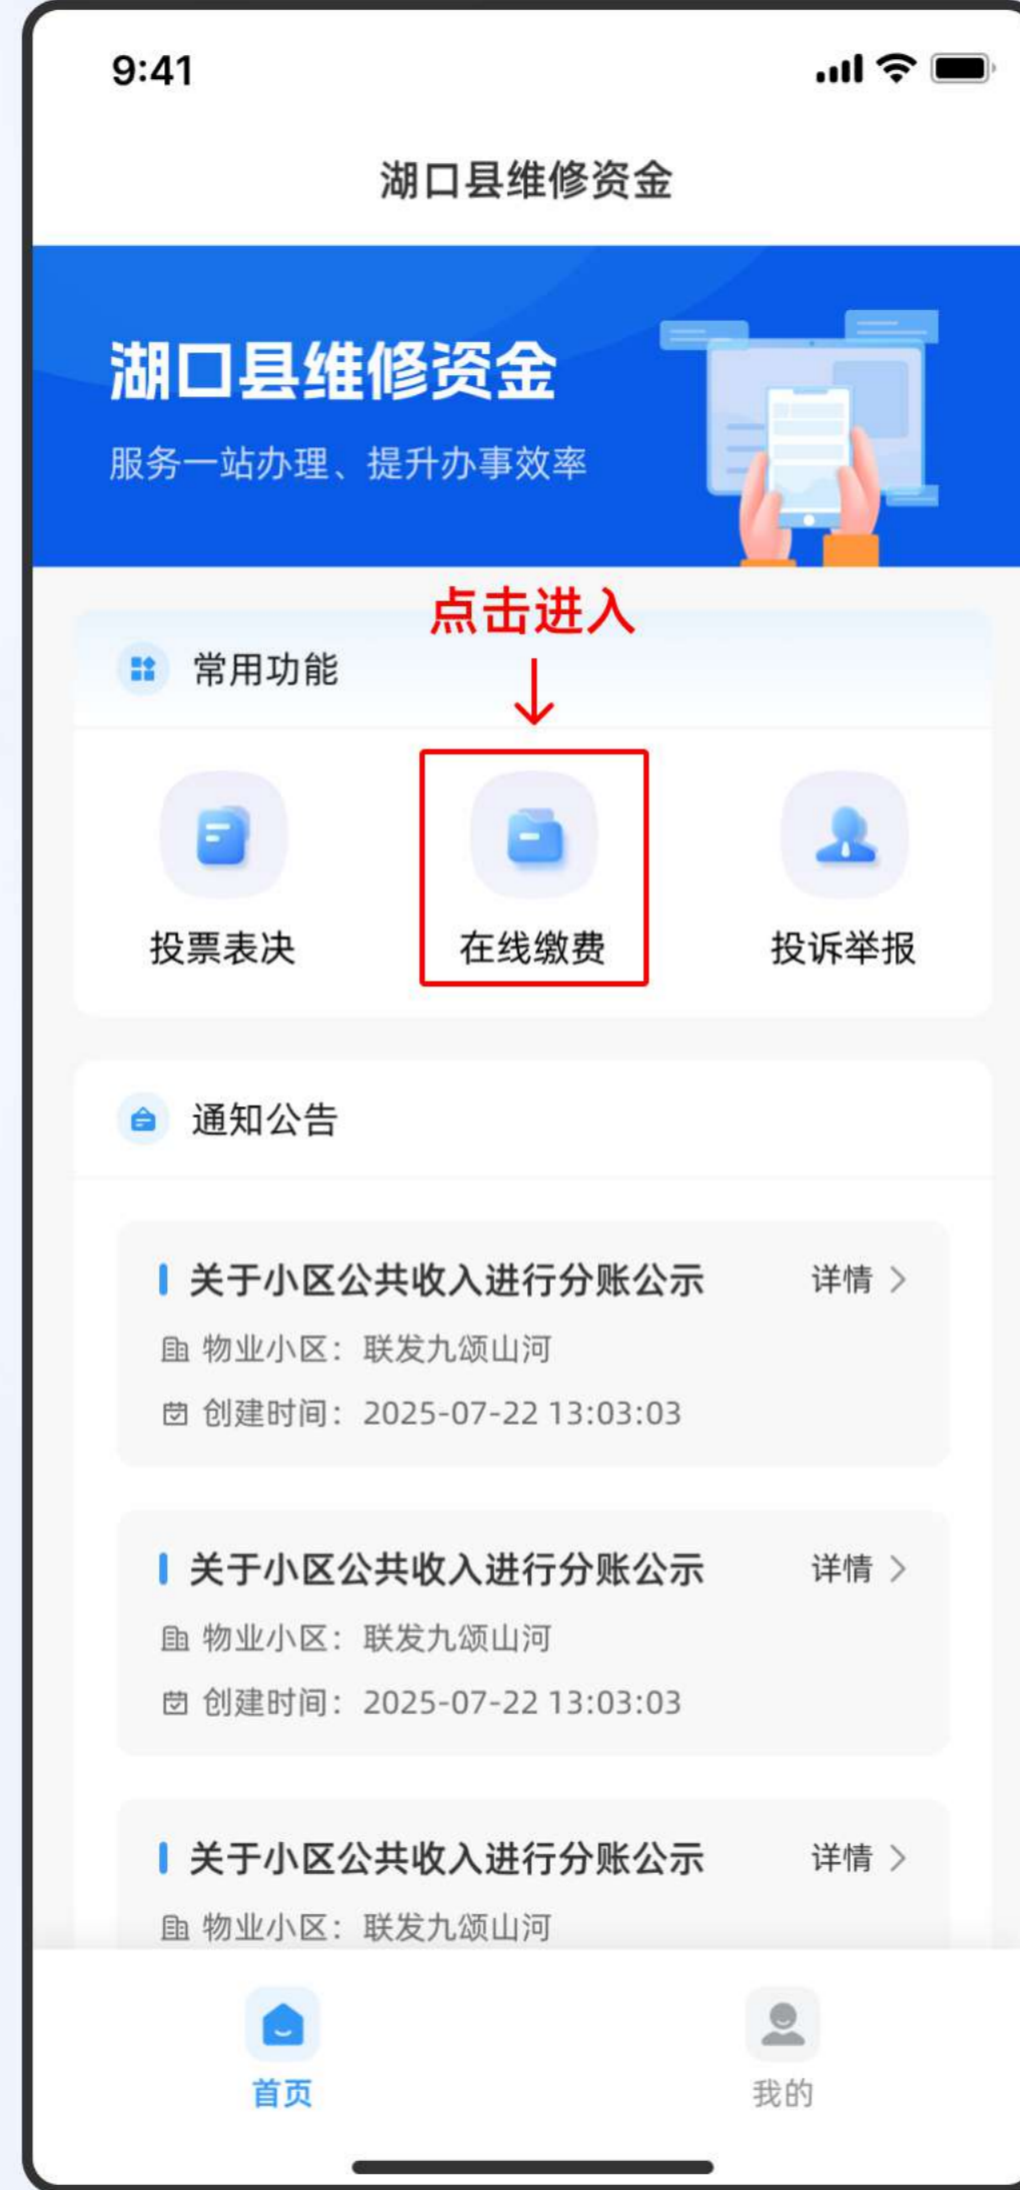 9:41
湖口县维修资金
湖口县维修资金
服务一站办理、提升办事效率
点击进入
常用功能
投票表决 在线缴费 投诉举报
通知公告
关于小区公共收入进行分账公示 详情
物业小区：联发九颂山河
创建时间：2025-07-22 13:03:03
关于小区公共收入进行分账公示 详情
物业小区：联发九颂山河
创建时间：2025-07-22 13:03:03
关于小区公共收入进行分账公示 详情
物业小区：联发九颂山河
首页 我的